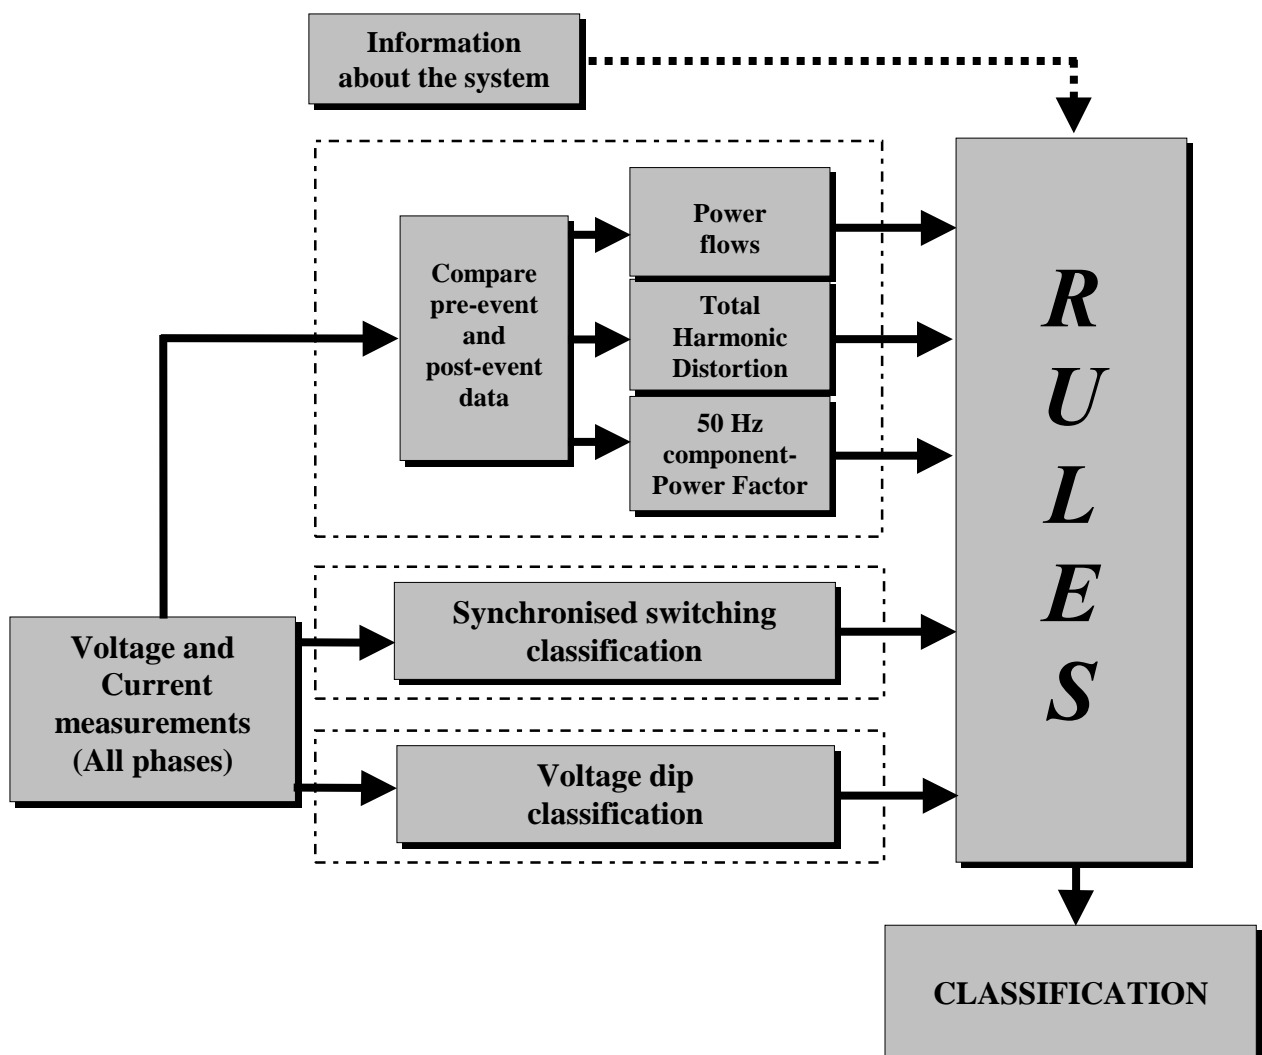 Information
about the system
Power
flows
Compare
pre-event
and
post-event
data
Total
Harmonic
Distortion
50 Hz
component-
Power Factor
R
U
L
E
S
Synchronised switching
classification
Voltage and
Current
measurements
(All phases)
Voltage dip
classification
CLASSIFICATION